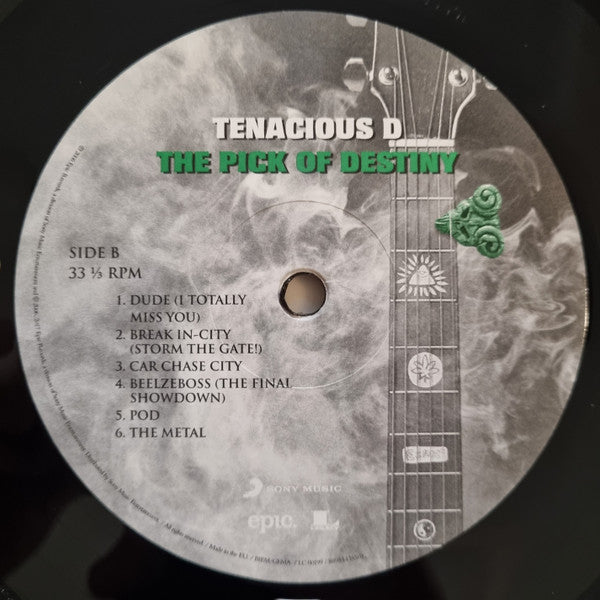 TENACIOUS D
THE PICK OF DESTINY
SIDE B
33 ⅓ RPM
1. DUDE (I TOTALLY
MISS YOU)
2. BREAK IN-CITY
(STORM THE GATE!)
3. CAR CHASE CITY
4. BEELZEBOSS (THE FINAL
SHOWDOWN)
5. POD
6. THE METAL
SONY MUSIC
epic.